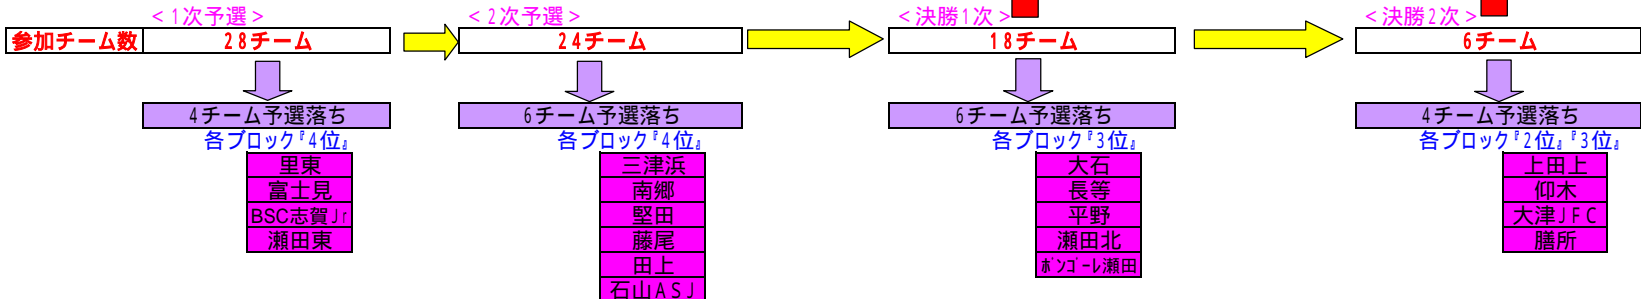 <1次予選>
<2次予選>
<決勝1次>
<決勝2次>
参加チーム数 28チーム 24チーム 18チーム 6チーム
4チーム予選落ち 6チーム予選落ち 6チーム予選落ち 4チーム予選落ち
各ブロック『4位』 各ブロック『4位』 各ブロック『3位』 各ブロック『2位』『3位』
里東 三津浜 大石 上田上
富士見 南郷 長等 仰木
BSC志賀Jr 堅田 平野 大津JFC
瀬田東 藤尾 瀬田北 膳所
田上 ボンゴーレ瀬田
石山ASJ